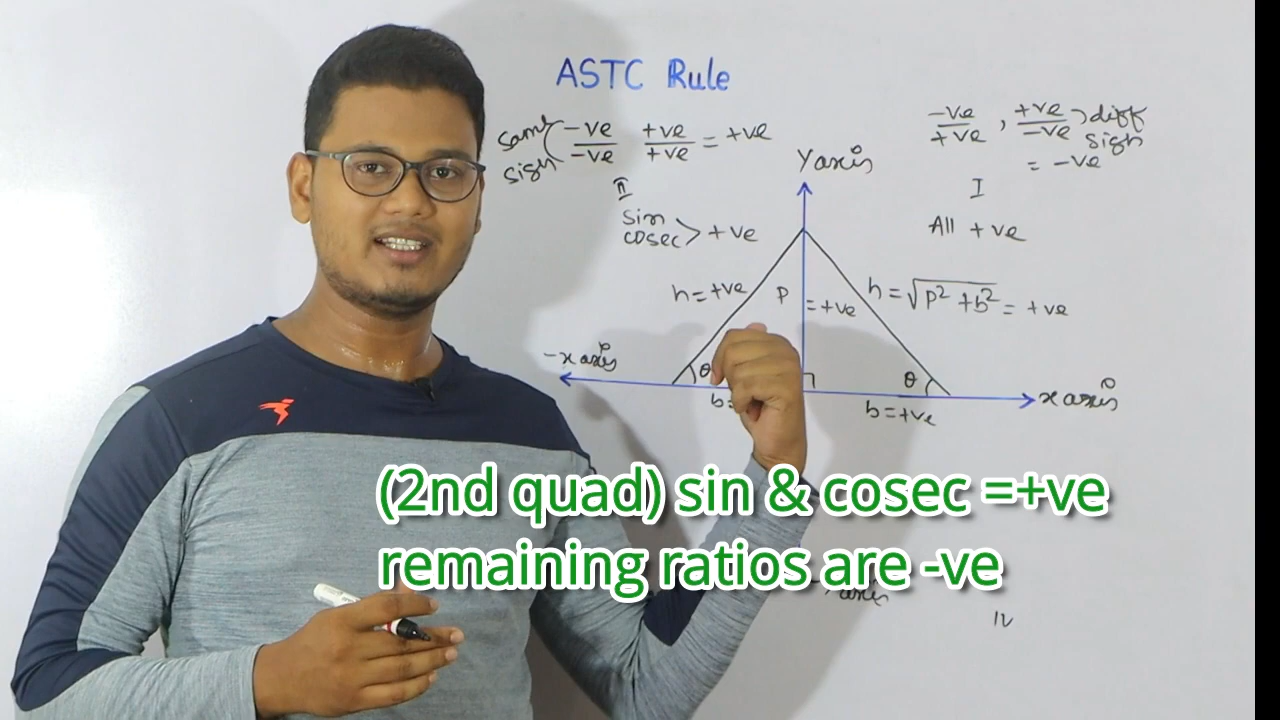 ASTC Rule
same sign ( -ve/-ve +ve/+ve = +ve
-ve/+ve , +ve/-ve > diff sign
= -ve
Y axis
II
I
sin
cosec > +ve
All +ve
h = +ve
P = +ve
h = √P² + b² = +ve
-x axis
θ
θ
x axis
b =
b = +ve
(2nd quad) sin & cosec =+ve
remaining ratios are -ve
axis
IV